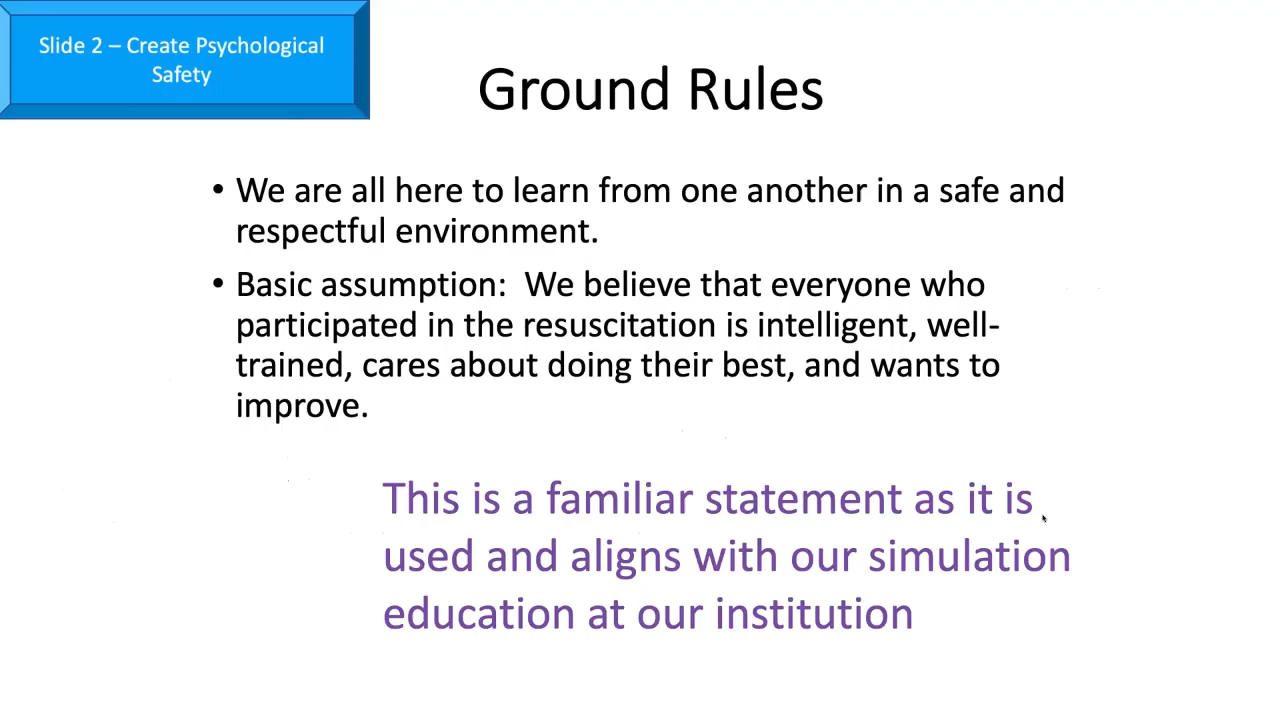 Slide 2 – Create Psychological
Safety
Ground Rules
• We are all here to learn from one another in a safe and
respectful environment.
• Basic assumption:  We believe that everyone who
participated in the resuscitation is intelligent, well-
trained, cares about doing their best, and wants to
improve.
This is a familiar statement as it is
used and aligns with our simulation
education at our institution